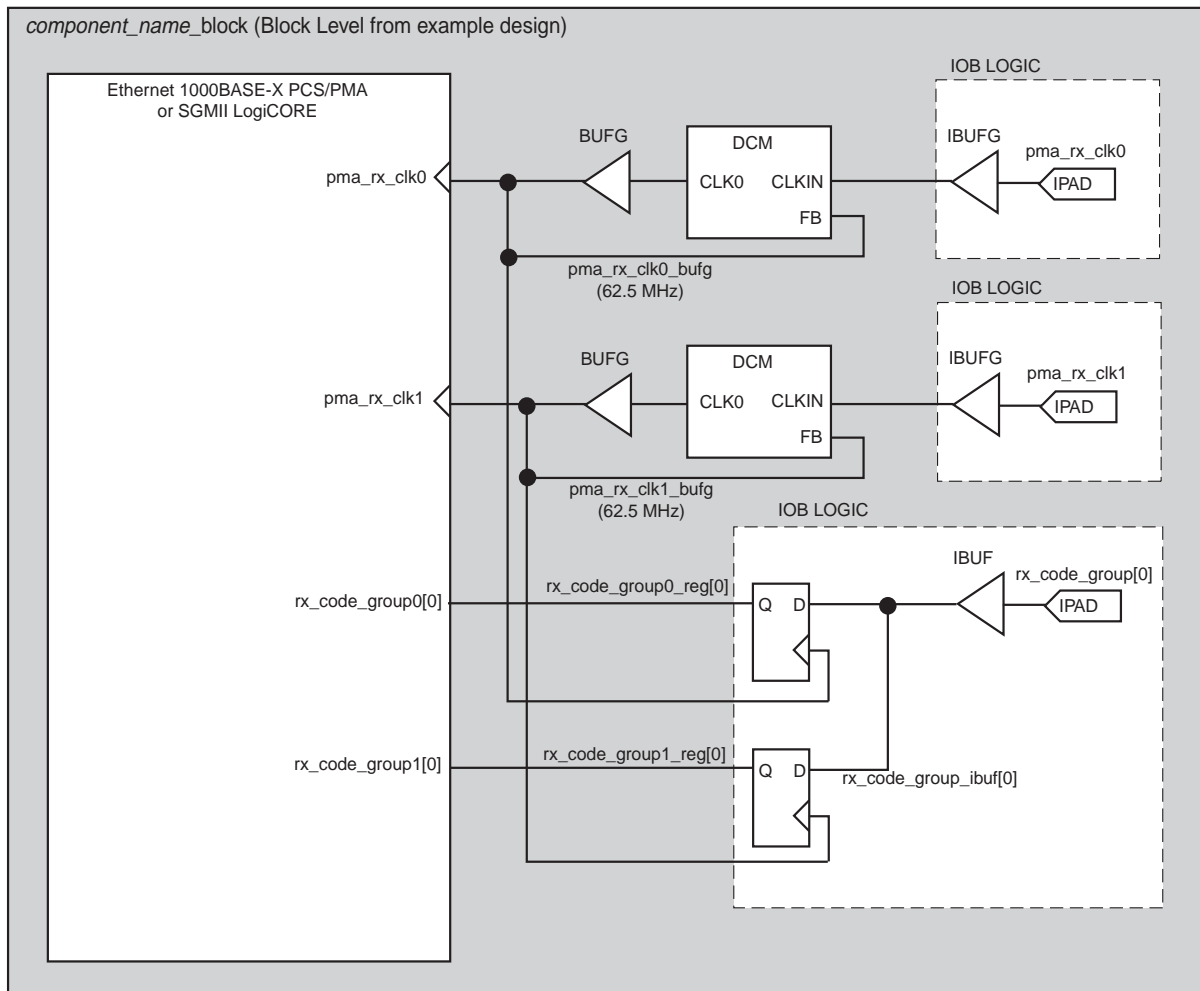 component_name_block (Block Level from example design)
Ethernet 1000BASE-X PCS/PMA
or SGMII LogiCORE
IOB LOGIC
BUFG
DCM
IBUFG
pma_rx_clk0
pma_rx_clk0
CLK0
CLKIN
IPAD
FB
pma_rx_clk0_bufg
(62.5 MHz)
IOB LOGIC
BUFG
DCM
IBUFG
pma_rx_clk1
pma_rx_clk1
CLK0
CLKIN
IPAD
FB
pma_rx_clk1_bufg
(62.5 MHz)
IOB LOGIC
IBUF
rx_code_group[0]
rx_code_group0[0]
rx_code_group0_reg[0]
Q
D
IPAD
rx_code_group1[0]
rx_code_group1_reg[0]
Q
D
rx_code_group_ibuf[0]